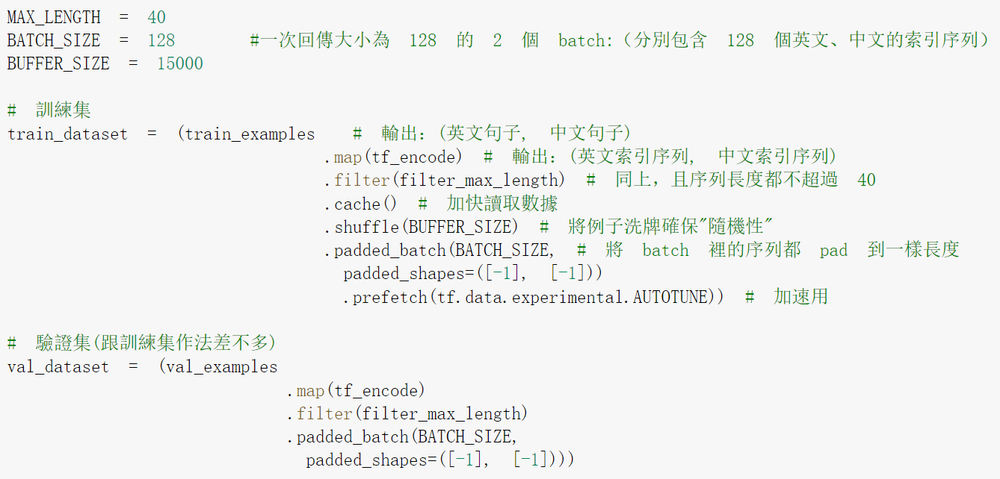 MAX_LENGTH = 40
BATCH_SIZE = 128 #一次回傳大小為 128 的 2 個 batch:（分別包含 128 個英文、中文的索引序列）
BUFFER_SIZE = 15000
# 訓練集
train_dataset = (train_examples # 輸出：(英文句子, 中文句子)
.map(tf_encode) # 輸出：(英文索引序列, 中文索引序列)
.filter(filter_max_length) # 同上，且序列長度都不超過 40
.cache() # 加快讀取數據
.shuffle(BUFFER_SIZE) # 將例子洗牌確保"隨機性"
.padded_batch(BATCH_SIZE, # 將 batch 裡的序列都 pad 到一樣長度
padded_shapes=([-1], [-1]))
.prefetch(tf.data.experimental.AUTOTUNE)) # 加速用
# 驗證集(跟訓練集作法差不多)
val_dataset = (val_examples
.map(tf_encode)
.filter(filter_max_length)
.padded_batch(BATCH_SIZE,
padded_shapes=([-1], [-1])))